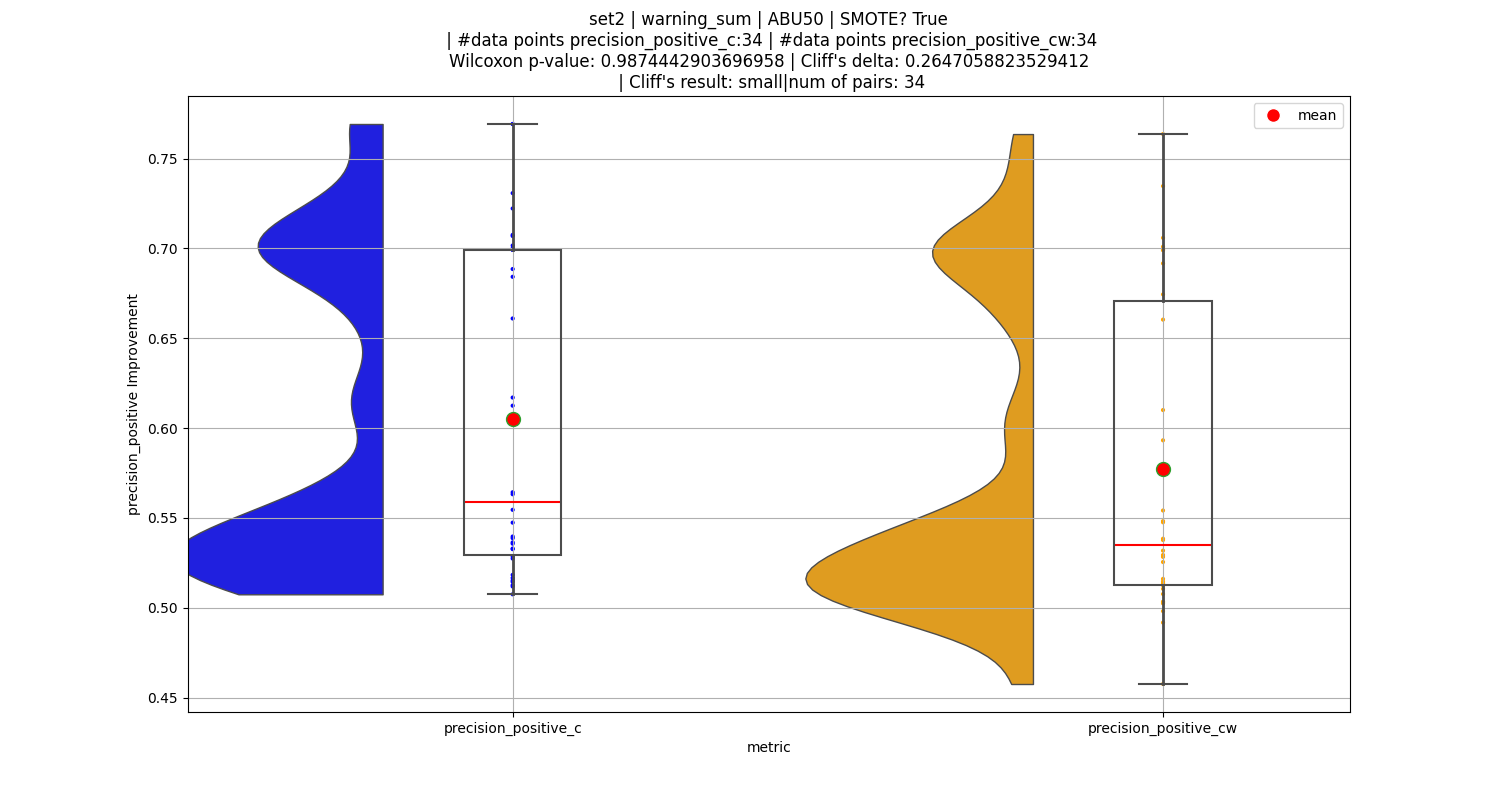 set2 | warning_sum | ABU50 | SMOTE? True
| #data points precision_positive_c:34 | #data points precision_positive_cw:34
Wilcoxon p-value: 0.9874442903696958 | Cliff's delta: 0.2647058823529412
| Cliff's result: small|num of pairs: 34
mean
0.75
0.70
0.65
0.60
0.55
0.50
0.45
precision_positive Improvement
precision_positive_c
precision_positive_cw
metric